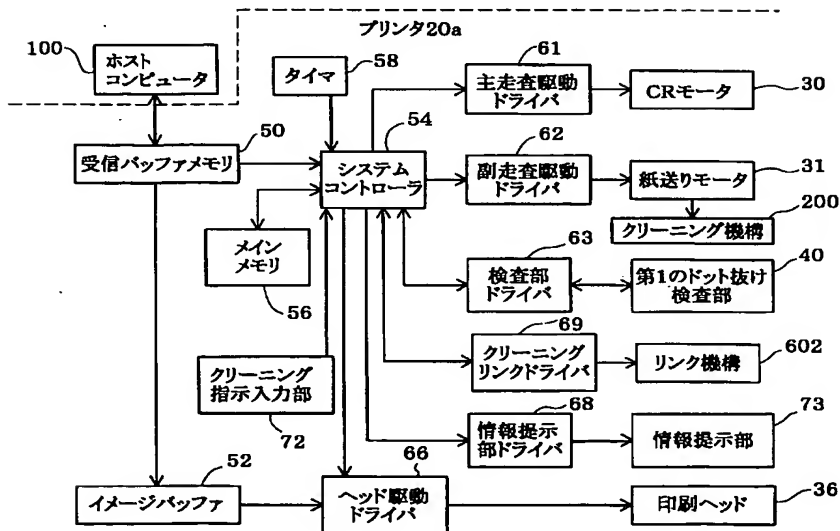 プリンタ20a
100
ホスト
コンピュータ
タイマ
58
61
主走査駆動
ドライバ
CRモータ
30
50
受信バッファメモリ
54
システム
コントローラ
62
副走査駆動
ドライバ
31
紙送りモータ
200
クリーニング機構
メイン
メモリ
56
63
検査部
ドライバ
40
第1のドット抜け
検査部
クリーニング
指示入力部
72
69
クリーニング
リンクドライバ
リンク機構
602
68
情報提示
部ドライバ
73
情報提示部
52
イメージバッファ
66
ヘッド駆動
ドライバ
印刷ヘッド
36